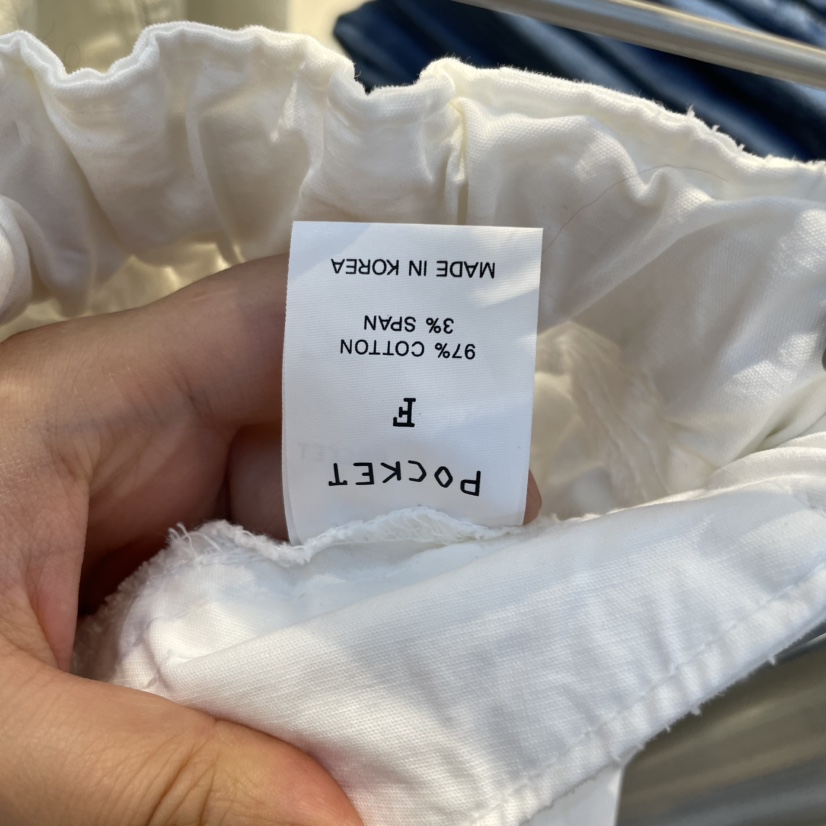 POCKET
F
97% COTTON
3% SPAN
MADE IN KOREA